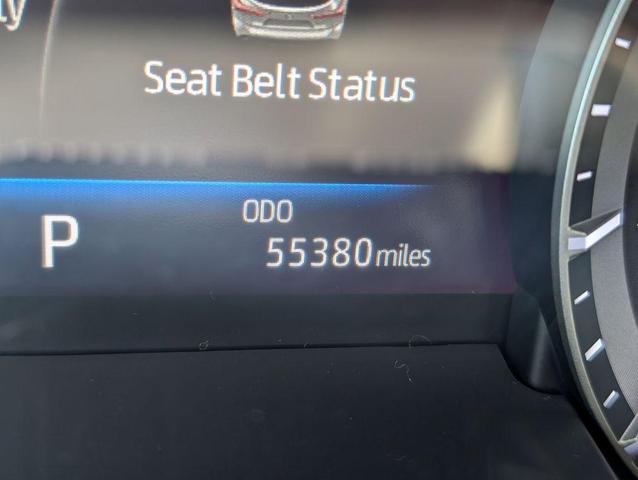 Seat Belt Status
ODO
P
55380 miles